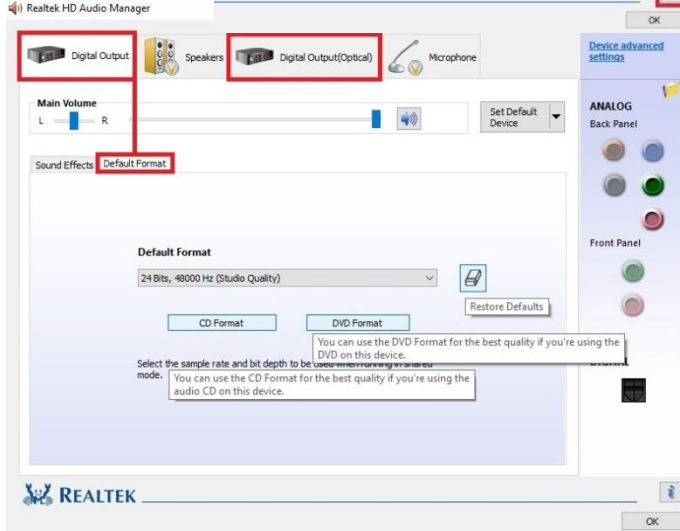 Realtek HD Audio Manager
OK
Digital Output
Speakers
Digital Output(Optical)
Microphone
Device advanced
settings
Main Volume
L
R
Set Default
Device
ANALOG
Back Panel
Sound Effects
Default Format
Default Format
24 Bits, 48000 Hz (Studio Quality)
Restore Defaults
CD Format
DVD Format
You can use the DVD Format for the best quality if you're using the
DVD on this device.
Select the sample rate and bit depth to be used when running in shared
mode.
You can use the CD Format for the best quality if you're using the
audio CD on this device.
Front Panel
DIGITAL
REALTEK
i
OK